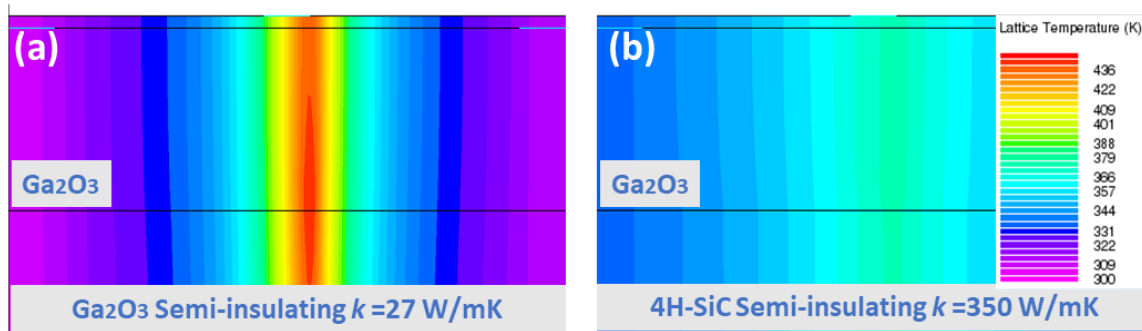 (a)
Ga2O3
Ga2O3 Semi-insulating k =27 W/mK
(b)
Ga2O3
4H-SiC Semi-insulating k =350 W/mK
Lattice Temperature (K)
436
422
409
401
388
379
366
357
344
331
322
309
300